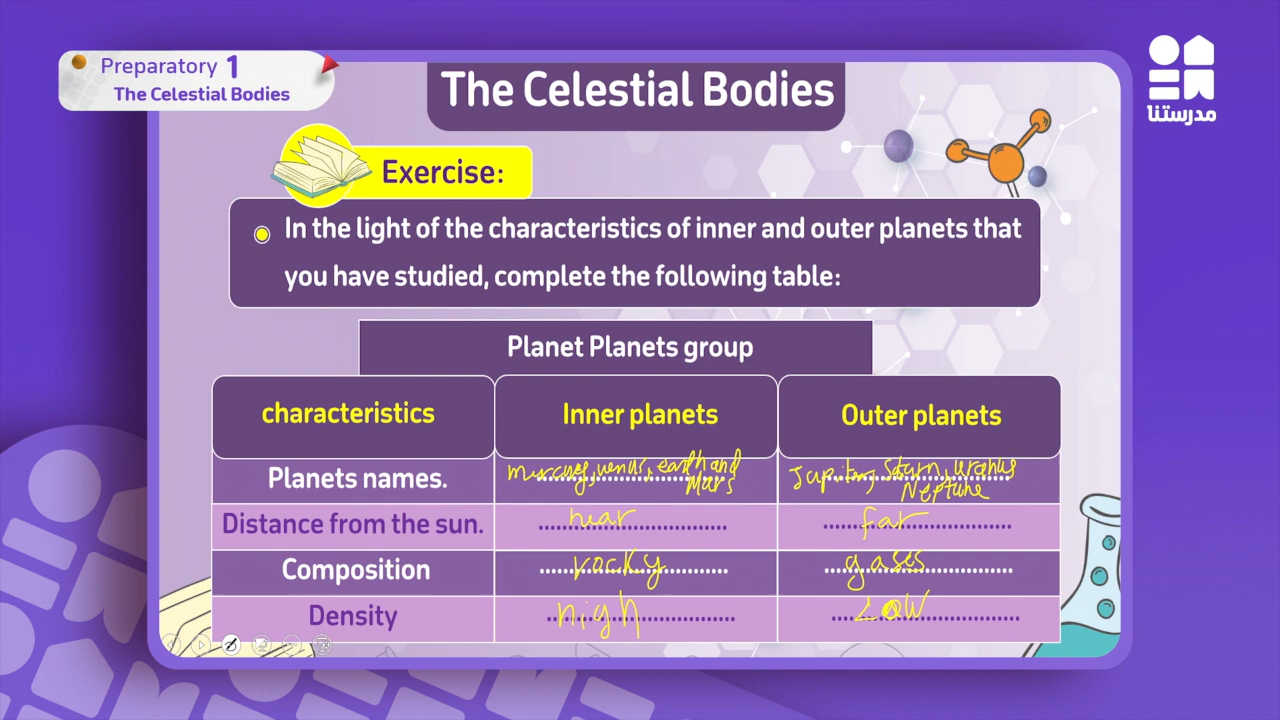 Preparatory 1
The Celestial Bodies
مدرستنا
The Celestial Bodies
Exercise:
In the light of the characteristics of inner and outer planets that
you have studied, complete the following table:
Planet Planets group
characteristics Inner planets Outer planets
Planets names. mercury, venus, earth and Mars Jupiter, Saturn, uranus Neptune
Distance from the sun. near far
Composition rocky gases
Density high Low